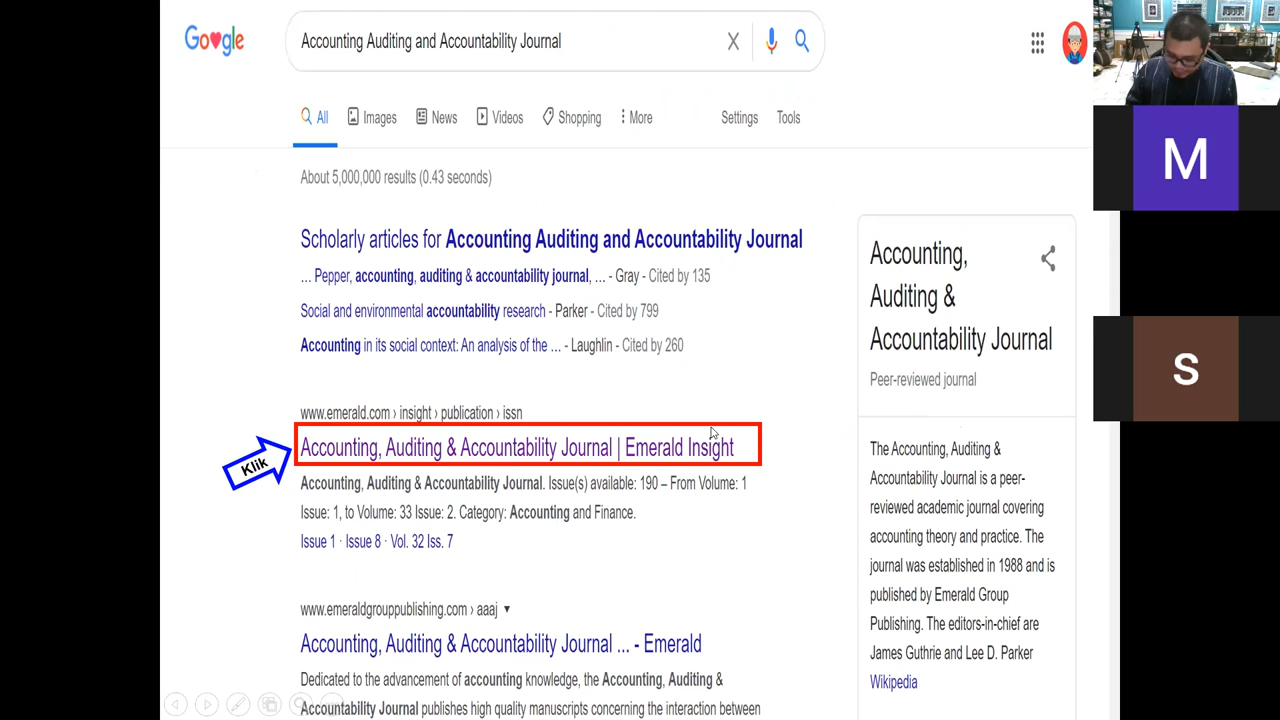 Google
Accounting Auditing and Accountability Journal
All
Images
News
Videos
Shopping
More
Settings
Tools
About 5,000,000 results (0.43 seconds)
Scholarly articles for Accounting Auditing and Accountability Journal
... Pepper, accounting, auditing & accountability journal, ... - Gray - Cited by 135
Social and environmental accountability research - Parker - Cited by 799
Accounting in its social context: An analysis of the ... - Laughlin - Cited by 260
www.emerald.com › insight › publication › issn
Klik
Accounting, Auditing & Accountability Journal | Emerald Insight
Accounting, Auditing & Accountability Journal. Issue(s) available: 190 – From Volume: 1
Issue: 1, to Volume: 33 Issue: 2. Category: Accounting and Finance.
Issue 1 · Issue 8 · Vol. 32 Iss. 7
www.emeraldgrouppublishing.com › aaaj
Accounting, Auditing & Accountability Journal ... - Emerald
Dedicated to the advancement of accounting knowledge, the Accounting, Auditing &
Accountability Journal publishes high quality manuscripts concerning the interaction between
Accounting,
Auditing &
Accountability Journal
Peer-reviewed journal
The Accounting, Auditing &
Accountability Journal is a peer-
reviewed academic journal covering
accounting theory and practice. The
journal was established in 1988 and is
published by Emerald Group
Publishing. The editors-in-chief are
James Guthrie and Lee D. Parker
Wikipedia
M
S